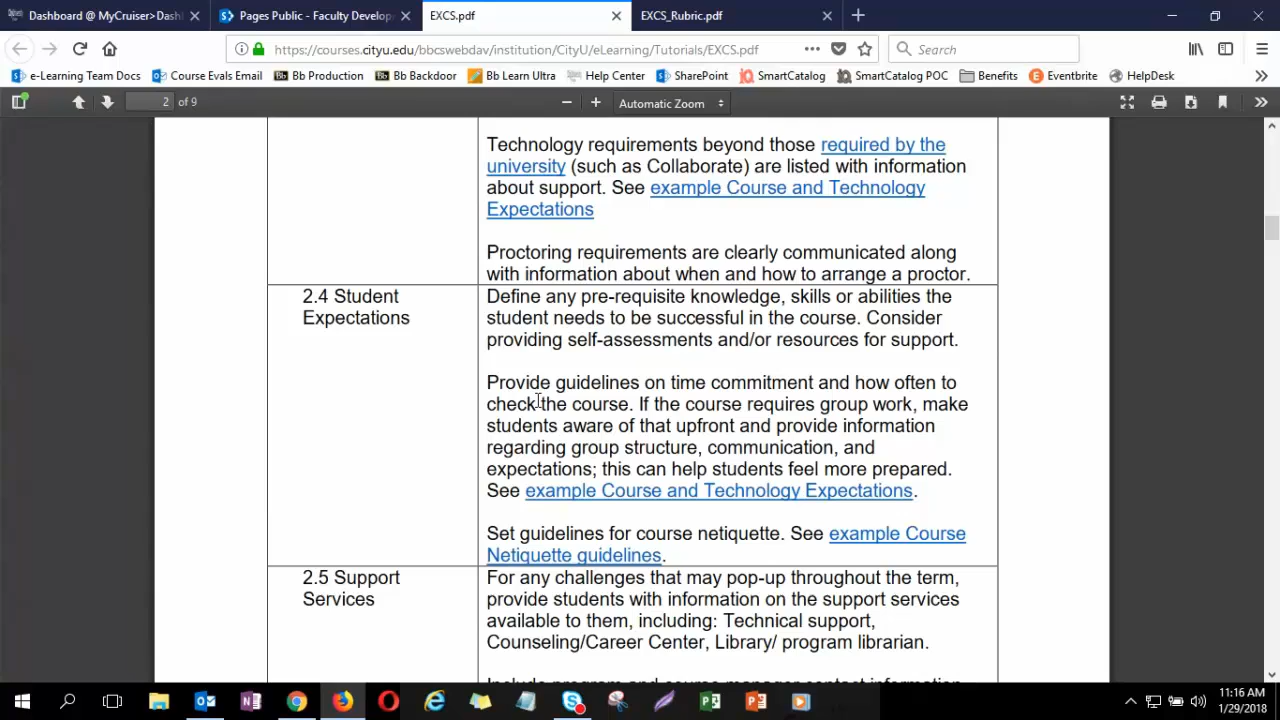 Dashboard @ MyCruiser>Dash
Pages Public - Faculty Develop
EXCS.pdf
EXCS_Rubric.pdf
https://courses.cityu.edu/bbcswebdav/institution/CityU/eLearning/Tutorials/EXCS.pdf
Search
e-Learning Team Docs
Course Evals Email
Bb Production
Bb Backdoor
Bb Learn Ultra
Help Center
SharePoint
SmartCatalog
SmartCatalog POC
Benefits
Eventbrite
HelpDesk
2 of 9
Automatic Zoom
Technology requirements beyond those required by the
university (such as Collaborate) are listed with information
about support. See example Course and Technology
Expectations
Proctoring requirements are clearly communicated along
with information about when and how to arrange a proctor.
2.4 Student
Expectations
Define any pre-requisite knowledge, skills or abilities the
student needs to be successful in the course. Consider
providing self-assessments and/or resources for support.
Provide guidelines on time commitment and how often to
check the course. If the course requires group work, make
students aware of that upfront and provide information
regarding group structure, communication, and
expectations; this can help students feel more prepared.
See example Course and Technology Expectations.
Set guidelines for course netiquette. See example Course
Netiquette guidelines.
2.5 Support
Services
For any challenges that may pop-up throughout the term,
provide students with information on the support services
available to them, including: Technical support,
Counseling/Career Center, Library/ program librarian.
Include program and course manager contact information
11:16 AM
1/29/2018